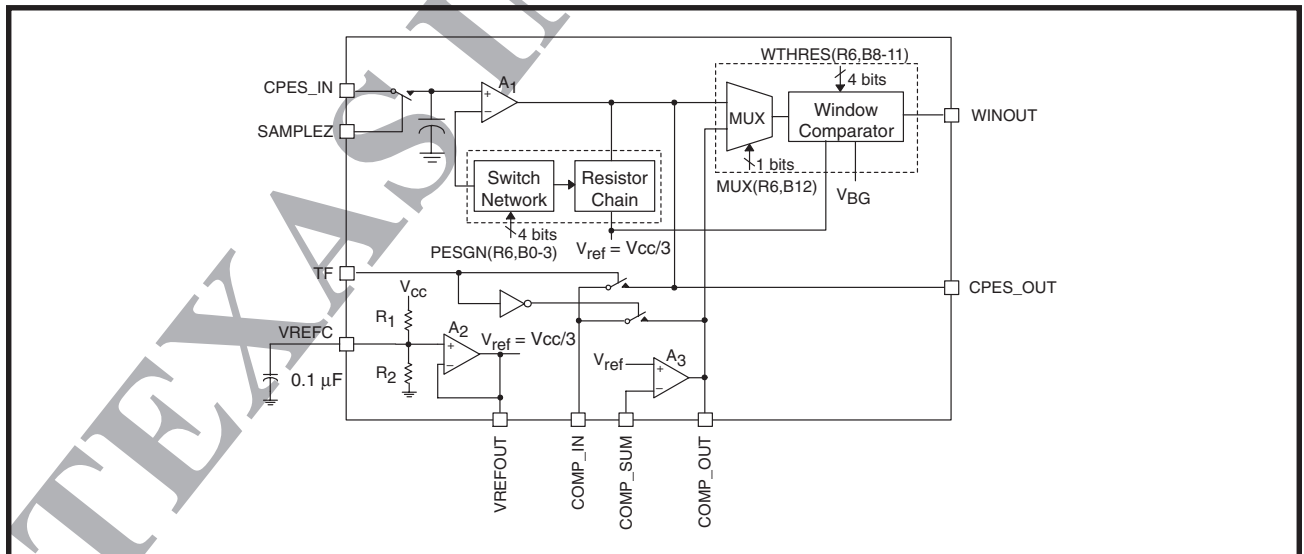 WTHRES(R6,B8-11)
4 bits
CPES_IN
A1
+
−
MUX
Window
Comparator
WINOUT
SAMPLEZ
1 bits
MUX(R6,B12)
VBG
Switch
Network
Resistor
Chain
4 bits
PESGN(R6,B0-3)
Vref = Vcc/3
TF
CPES_OUT
Vcc
R1
VREFC
A2
+
−
Vref = Vcc/3
R2
0.1 μF
Vref
A3
+
−
VREFOUT
COMP_IN
COMP_SUM
COMP_OUT
TEXAS I